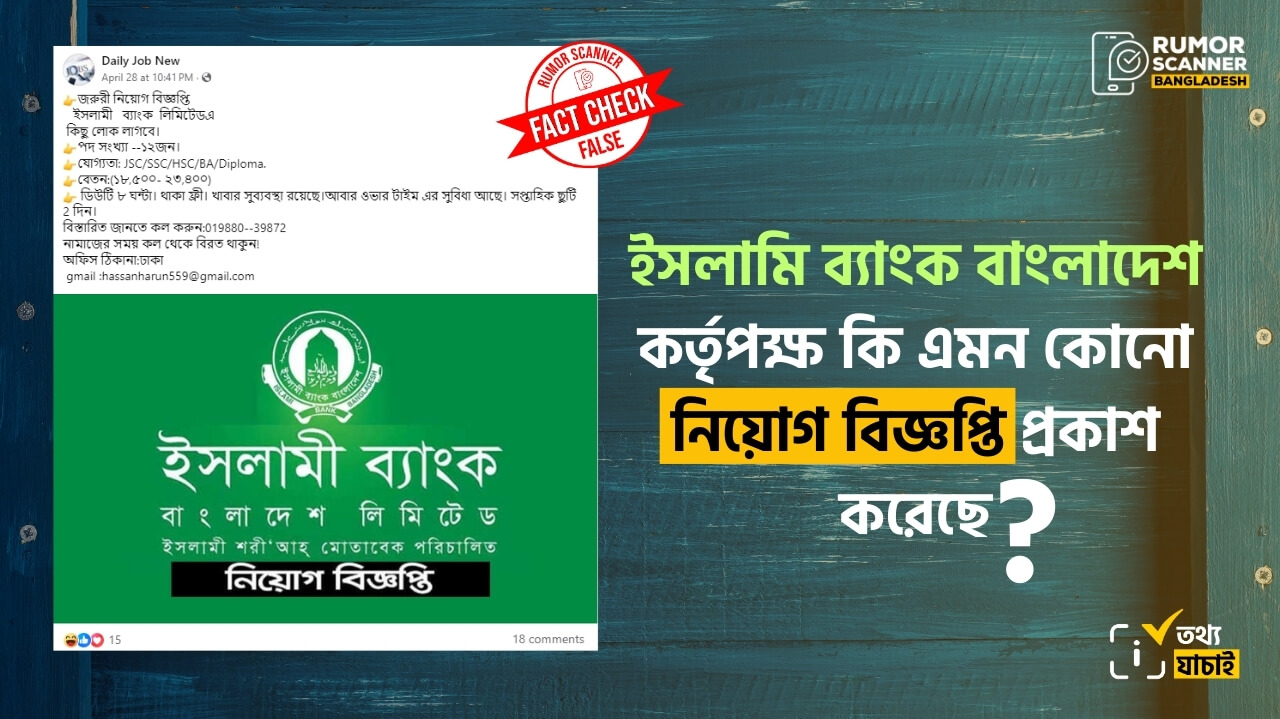 Daily Job New
April 28 at 10:41 PM
👉জরুরী নিয়োগ বিজ্ঞপ্তি
ইসলামী ব্যাংক লিমিটেডএ
কিছু লোক লাগবে।
👉পদ সংখ্যা --১২জন।
👉যোগ্যতা: JSC/SSC/HSC/BA/Diploma.
👉বেতন:(১৮,৫০০- ২৩,৪০০)
👉 ডিউটি ৮ ঘন্টা। থাকা ফ্রী। খাবার সুব্যবস্থা রয়েছে।আবার ওভার টাইম এর সুবিধা আছে। সপ্তাহিক ছুটি
2 দিন।
বিস্তারিত জানতে কল করুন:019880--39872
নামাজের সময় কল থেকে বিরত থাকুন!
অফিস ঠিকানা:ঢাকা
gmail :hassanharun559@gmail.com
ইসলামী ব্যাংক বাংলাদেশ
ISLAMI BANK BANGLADESH
ইসলামী ব্যাংক
বাংলাদেশ লিমিটেড
ইসলামী শরী'আহ্ মোতাবেক পরিচালিত
নিয়োগ বিজ্ঞপ্তি
15
18 comments
RUMOR SCANNER
FACT CHECK
FALSE
RUMOR
SCANNER
BANGLADESH
ইসলামি ব্যাংক বাংলাদেশ
কর্তৃপক্ষ কি এমন কোনো
নিয়োগ বিজ্ঞপ্তি প্রকাশ
করেছে?
তথ্য
যাচাই